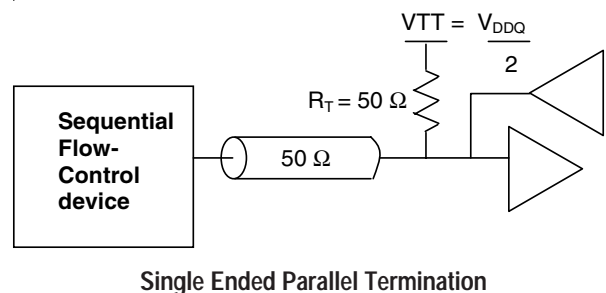 VTT = V_DDQ
2
R_T = 50 Ω
Sequential
Flow-
Control
device
50 Ω
Single Ended Parallel Termination